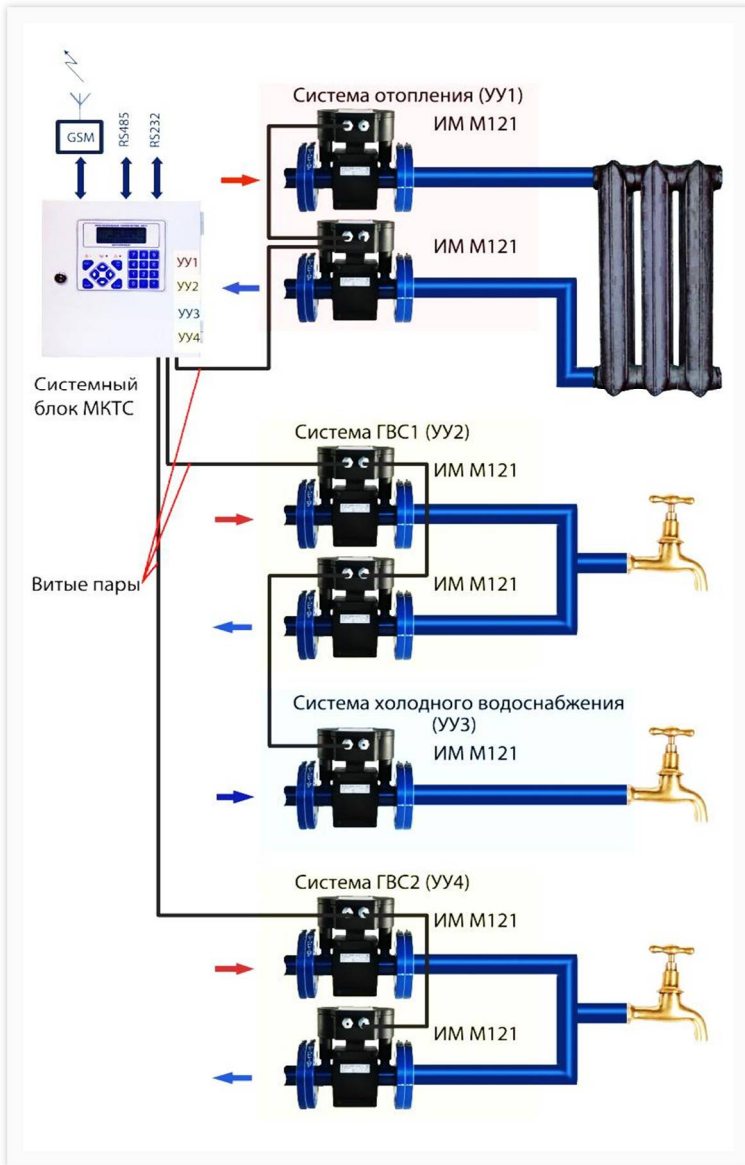 Система отопления (УУ1)
ИМ М121
GSM
RS485
RS232
ИМ М121
УУ1
УУ2
УУ3
УУ4
Системный
блок МКТС
Система ГВС1 (УУ2)
ИМ М121
Витые пары
ИМ М121
Система холодного водоснабжения
(УУ3)
ИМ М121
Система ГВС2 (УУ4)
ИМ М121
ИМ М121